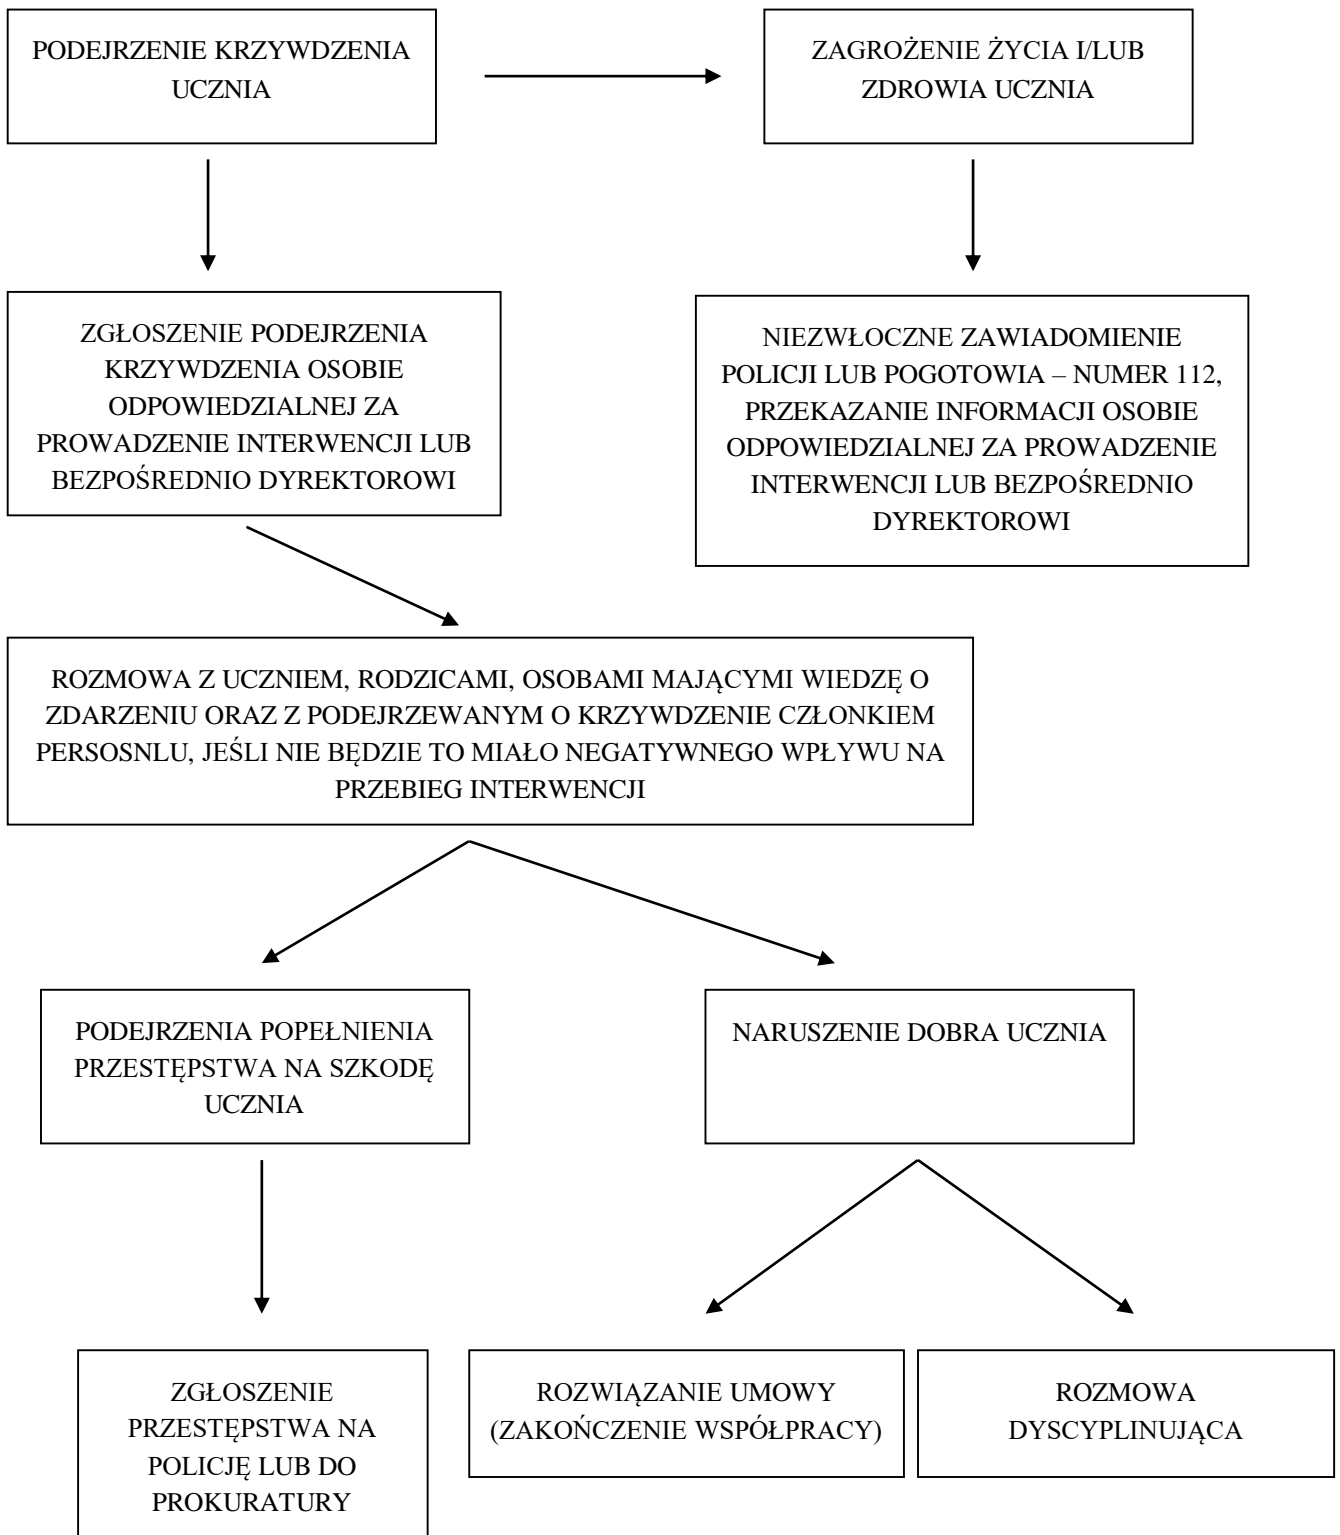 PODEJRZENIE KRZYWDZENIA
UCZNIA
ZAGROŻENIE ŻYCIA I/LUB
ZDROWIA UCZNIA
ZGŁOSZENIE PODEJRZENIA
KRZYWDZENIA OSOBIE
ODPOWIEDZIALNEJ ZA
PROWADZENIE INTERWENCJI LUB
BEZPOŚREDNIO DYREKTOROWI
NIEZWŁOCZNE ZAWIADOMIENIE
POLICJI LUB POGOTOWIA – NUMER 112,
PRZEKAZANIE INFORMACJI OSOBIE
ODPOWIEDZIALNEJ ZA PROWADZENIE
INTERWENCJI LUB BEZPOŚREDNIO
DYREKTOROWI
ROZMOWA Z UCZNIEM, RODZICAMI, OSOBAMI MAJĄCYMI WIEDZĘ O
ZDARZENIU ORAZ Z PODEJRZEWANYM O KRZYWDZENIE CZŁONKIEM
PERSOSNLU, JEŚLI NIE BĘDZIE TO MIAŁO NEGATYWNEGO WPŁYWU NA
PRZEBIEG INTERWENCJI
PODEJRZENIA POPEŁNIENIA
PRZESTĘPSTWA NA SZKODĘ
UCZNIA
NARUSZENIE DOBRA UCZNIA
ZGŁOSZENIE
PRZESTĘPSTWA NA
POLICJĘ LUB DO
PROKURATURY
ROZWIĄZANIE UMOWY
(ZAKOŃCZENIE WSPÓŁPRACY)
ROZMOWA
DYSCYPLINUJĄCA